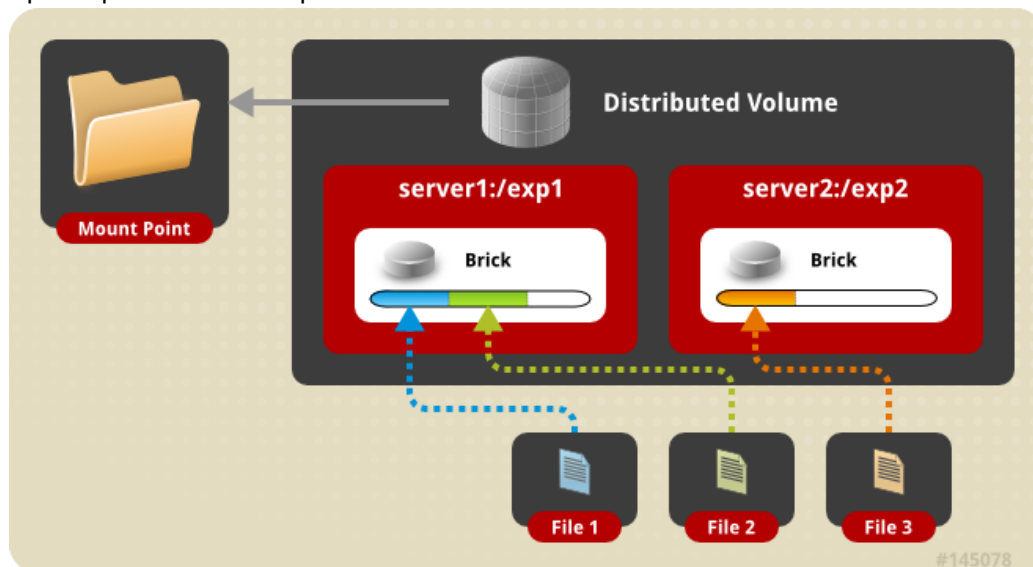 Distributed Volume
Mount Point
server1:/exp1
server2:/exp2
Brick
Brick
File 1
File 2
File 3
#145078